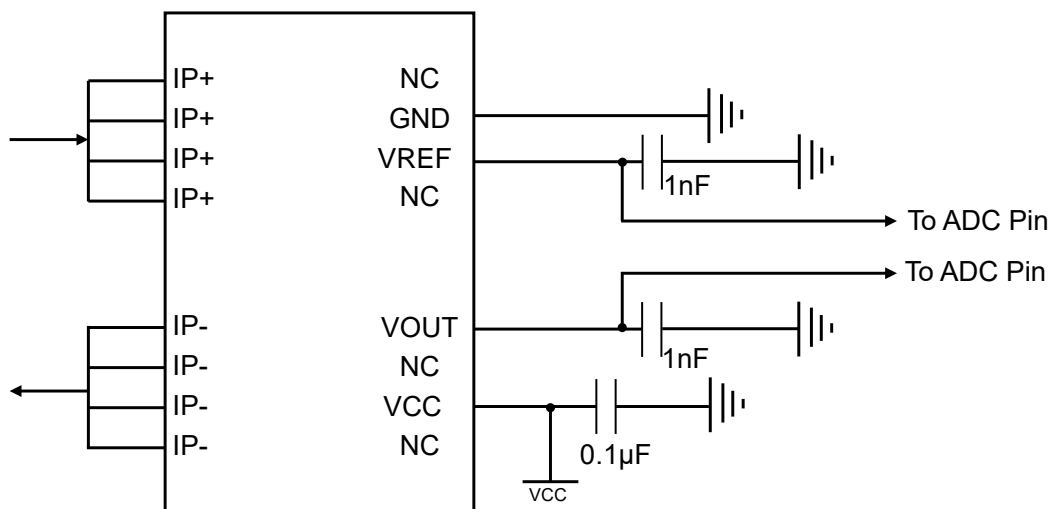 IP+
IP+
IP+
IP+
IP-
IP-
IP-
IP-
NC
GND
VREF
NC
VOUT
NC
VCC
NC
1nF
To ADC Pin
To ADC Pin
1nF
0.1µF
VCC